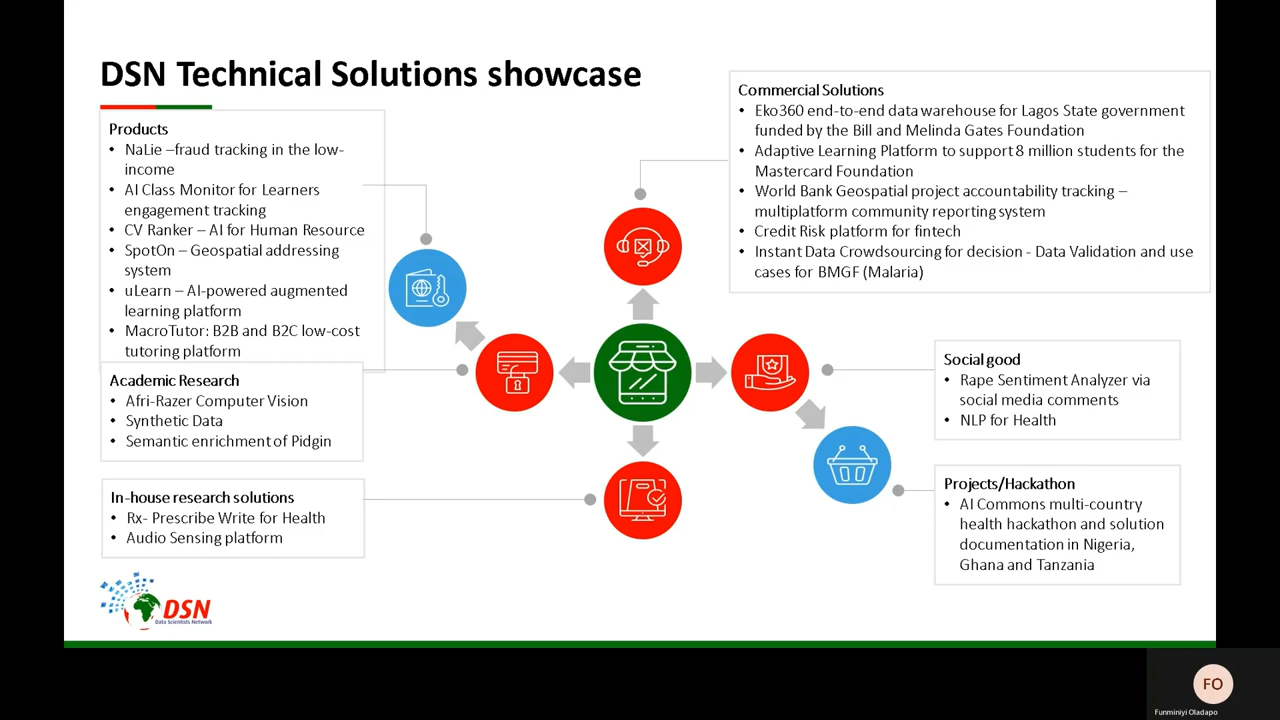 DSN Technical Solutions showcase
Products
• NaLie –fraud tracking in the low-
income
• AI Class Monitor for Learners
engagement tracking
• CV Ranker – AI for Human Resource
• SpotOn – Geospatial addressing
system
• uLearn – AI-powered augmented
learning platform
• MacroTutor: B2B and B2C low-cost
tutoring platform
Academic Research
• Afri-Razer Computer Vision
• Synthetic Data
• Semantic enrichment of Pidgin
In-house research solutions
• Rx- Prescribe Write for Health
• Audio Sensing platform
Commercial Solutions
• Eko360 end-to-end data warehouse for Lagos State government
funded by the Bill and Melinda Gates Foundation
• Adaptive Learning Platform to support 8 million students for the
Mastercard Foundation
• World Bank Geospatial project accountability tracking –
multiplatform community reporting system
• Credit Risk platform for fintech
• Instant Data Crowdsourcing for decision - Data Validation and use
cases for BMGF (Malaria)
Social good
• Rape Sentiment Analyzer via
social media comments
• NLP for Health
Projects/Hackathon
• AI Commons multi-country
health hackathon and solution
documentation in Nigeria,
Ghana and Tanzania
DSN
Data Scientists Network
FO
Funminiyi Oladapo